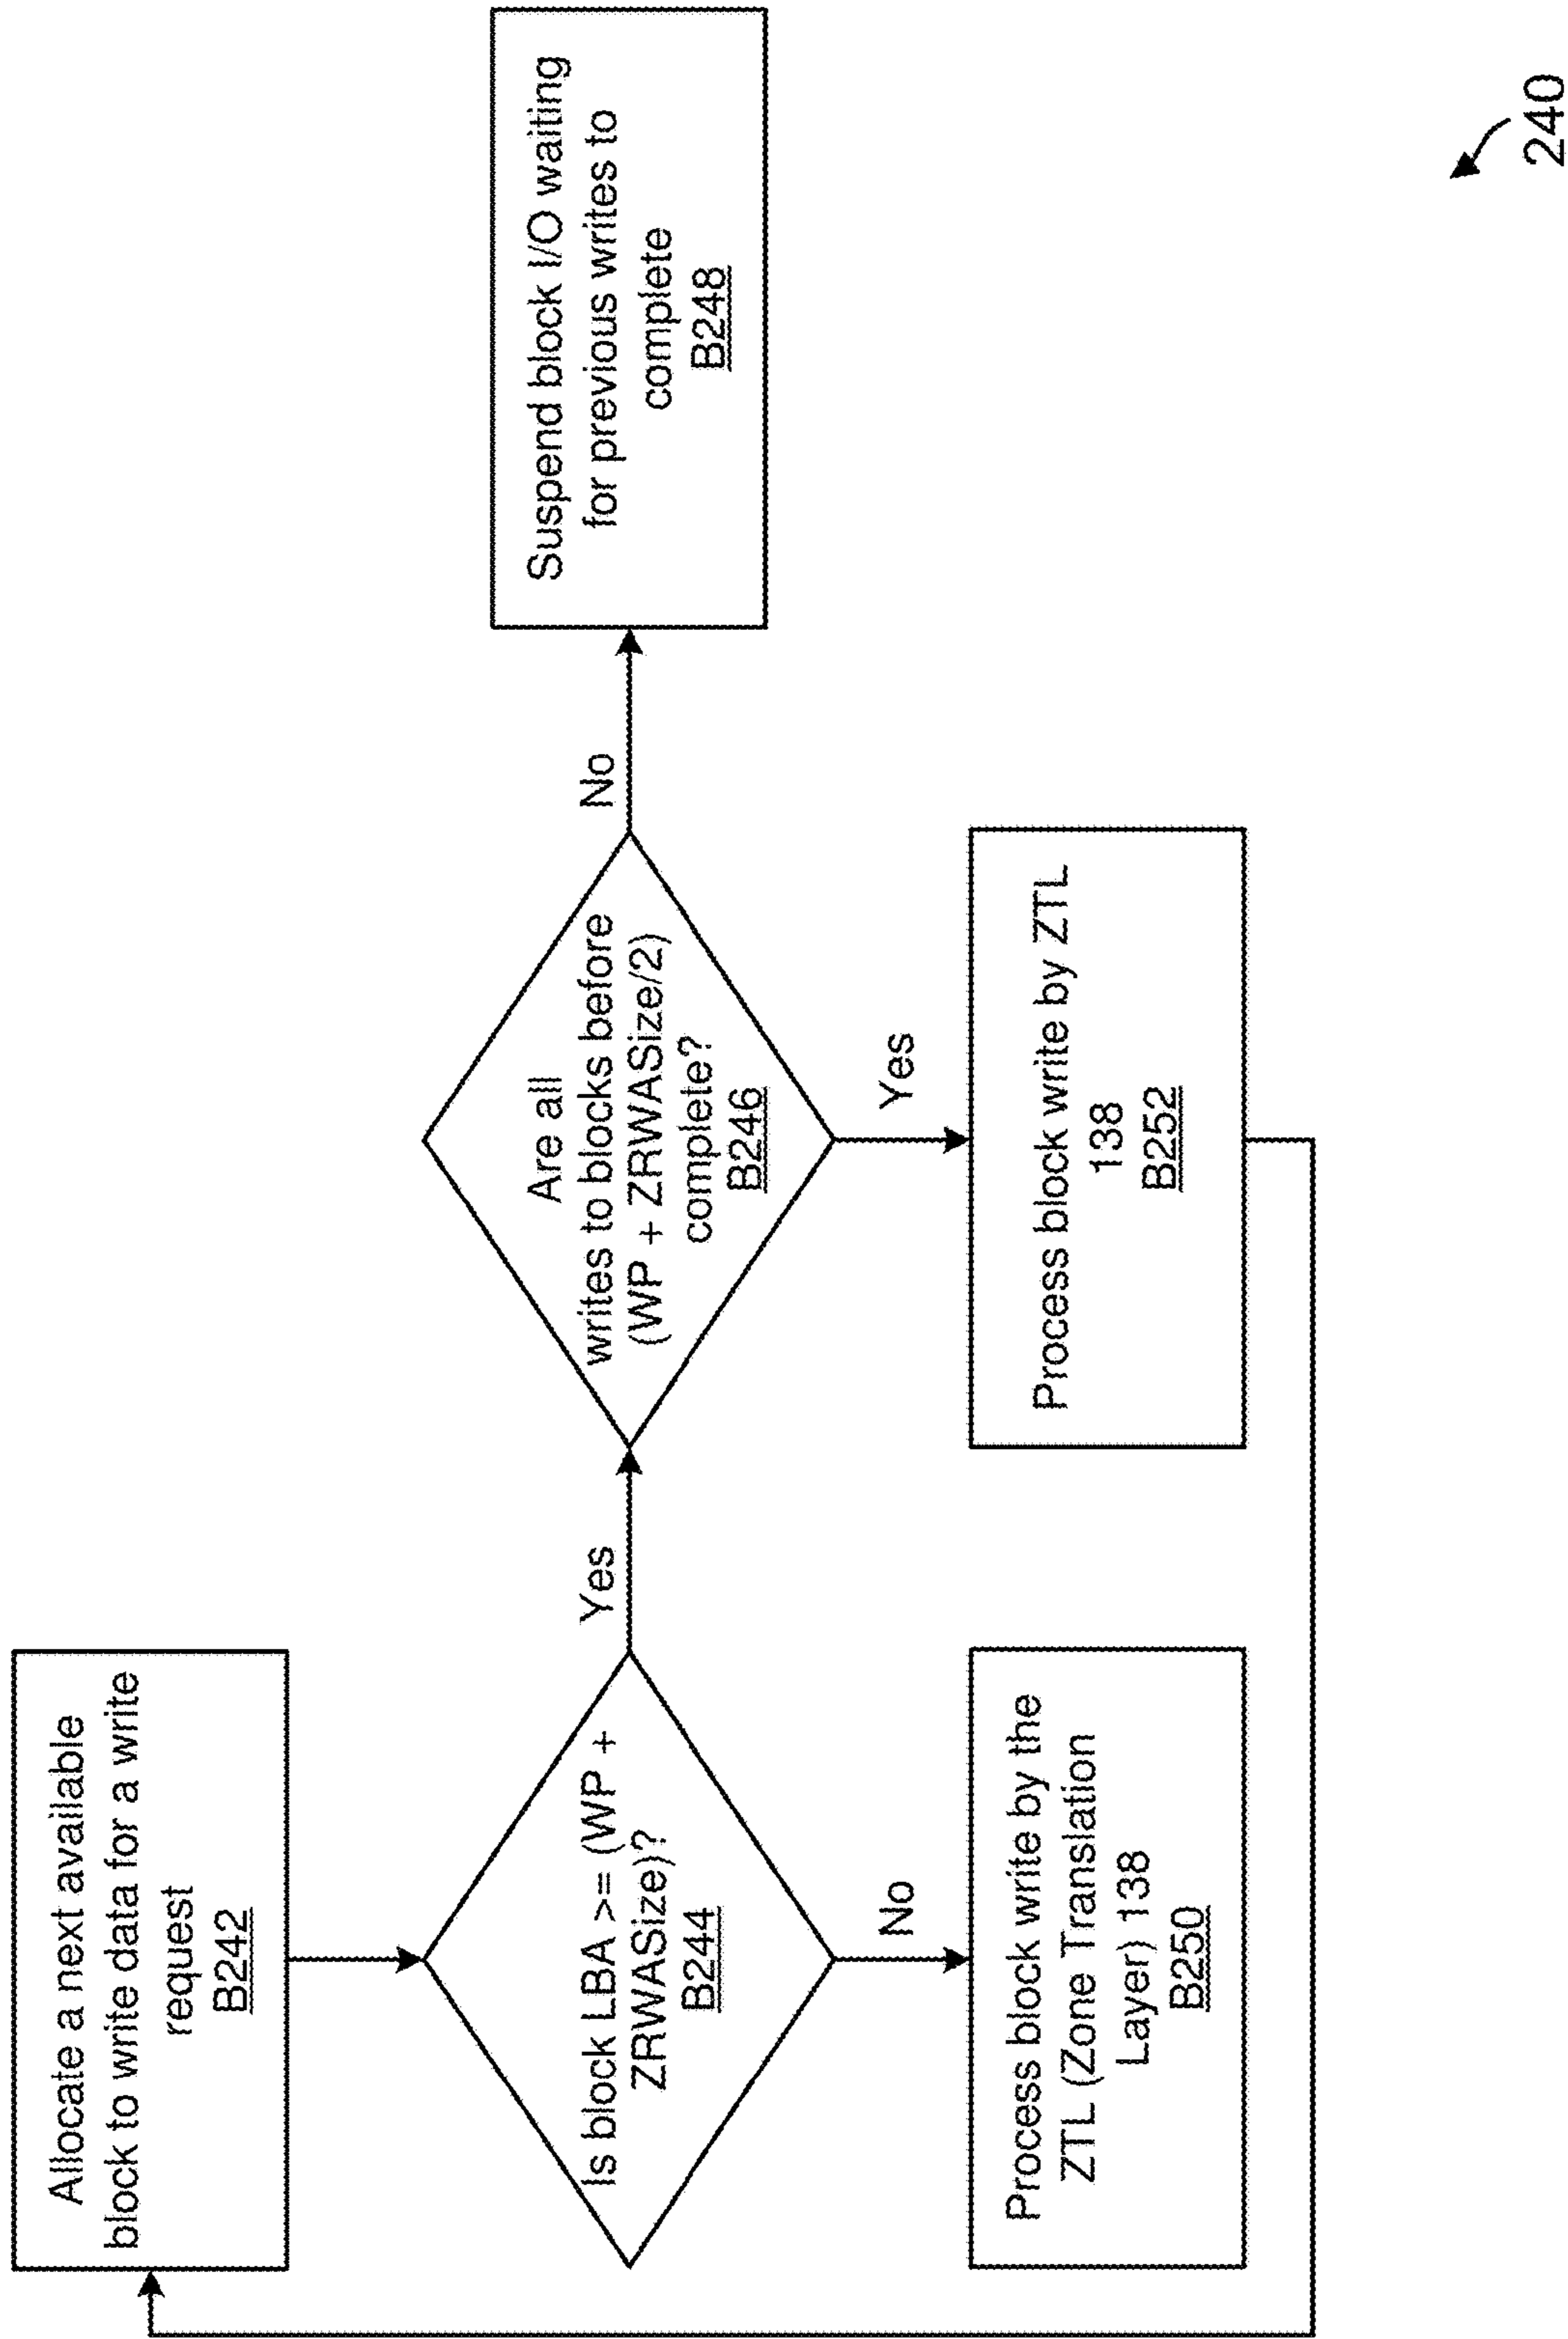 Allocate a next available
block to write data for a write
request
B242
Is block LBA >= (WP +
ZRWASize)?
B244
Yes
No
Are all
writes to blocks before
(WP + ZRWASize/2)
complete?
B246
No
Yes
Suspend block I/O waiting
for previous writes to
complete
B248
Process block write by the
ZTL (Zone Translation
Layer) 138
B250
Process block write by ZTL
138
B252
240